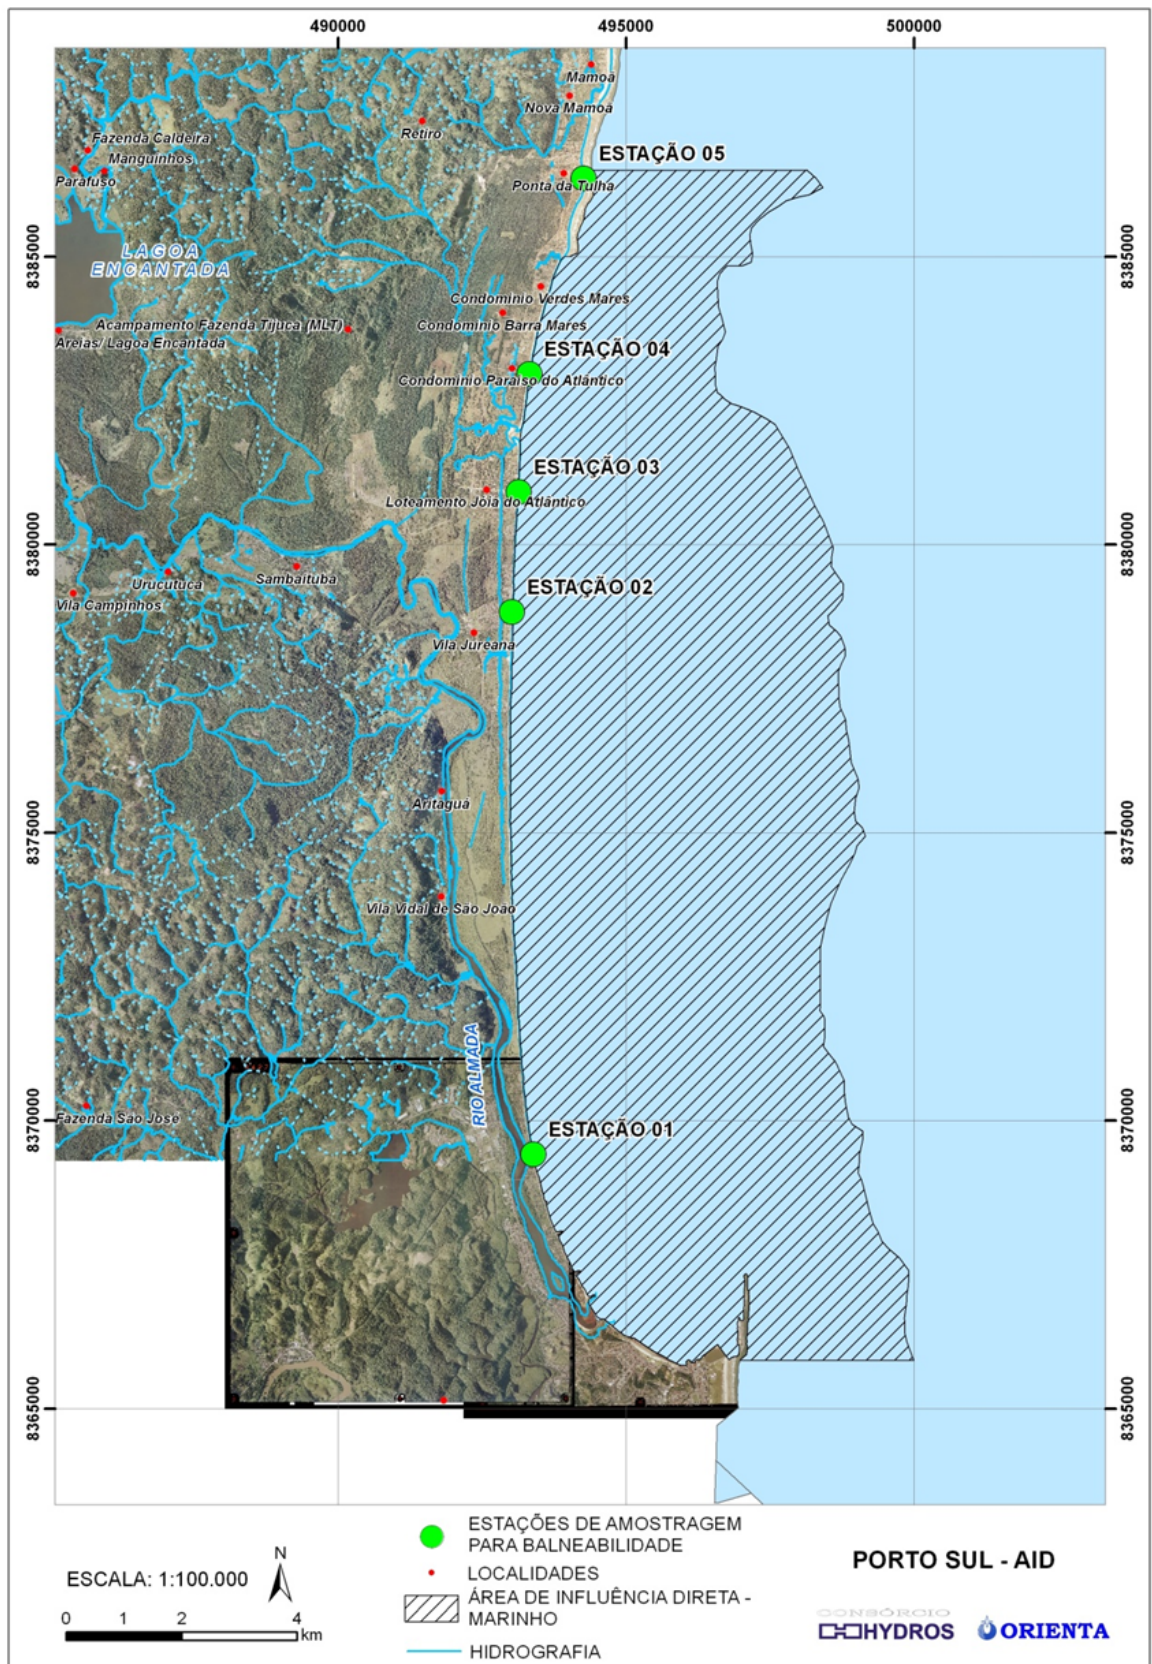 490000
495000
500000
Mamoã
Nova Mamoã
Retiro
Fazenda Caldeira
Manguinhos
Parafuso
ESTAÇÃO 05
Ponta da Tulha
LAGOA
ENCANTADA
8385000
8385000
Condomínio Verdes Mares
Acampamento Fazenda Tijuca (MLT)
Condomínio Barra Mares
Areias/ Lagoa Encantada
ESTAÇÃO 04
Condomínio Paraíso do Atlântico
ESTAÇÃO 03
Loteamento Jóia do Atlântico
8380000
8380000
Urucutuca
Sambaituba
Vila Campinhos
ESTAÇÃO 02
Vila Jureana
Aritaguá
8375000
8375000
Vila Vidal de São João
RIO ALMADA
Fazenda São José
8370000
8370000
ESTAÇÃO 01
8365000
8365000
ESTAÇÕES DE AMOSTRAGEM
PARA BALNEABILIDADE
LOCALIDADES
ÁREA DE INFLUÊNCIA DIRETA -
MARINHO
HIDROGRAFIA
ESCALA: 1:100.000
N
0 1 2 4
km
PORTO SUL - AID
CONSÓRCIO
HYDROS
ORIENTA